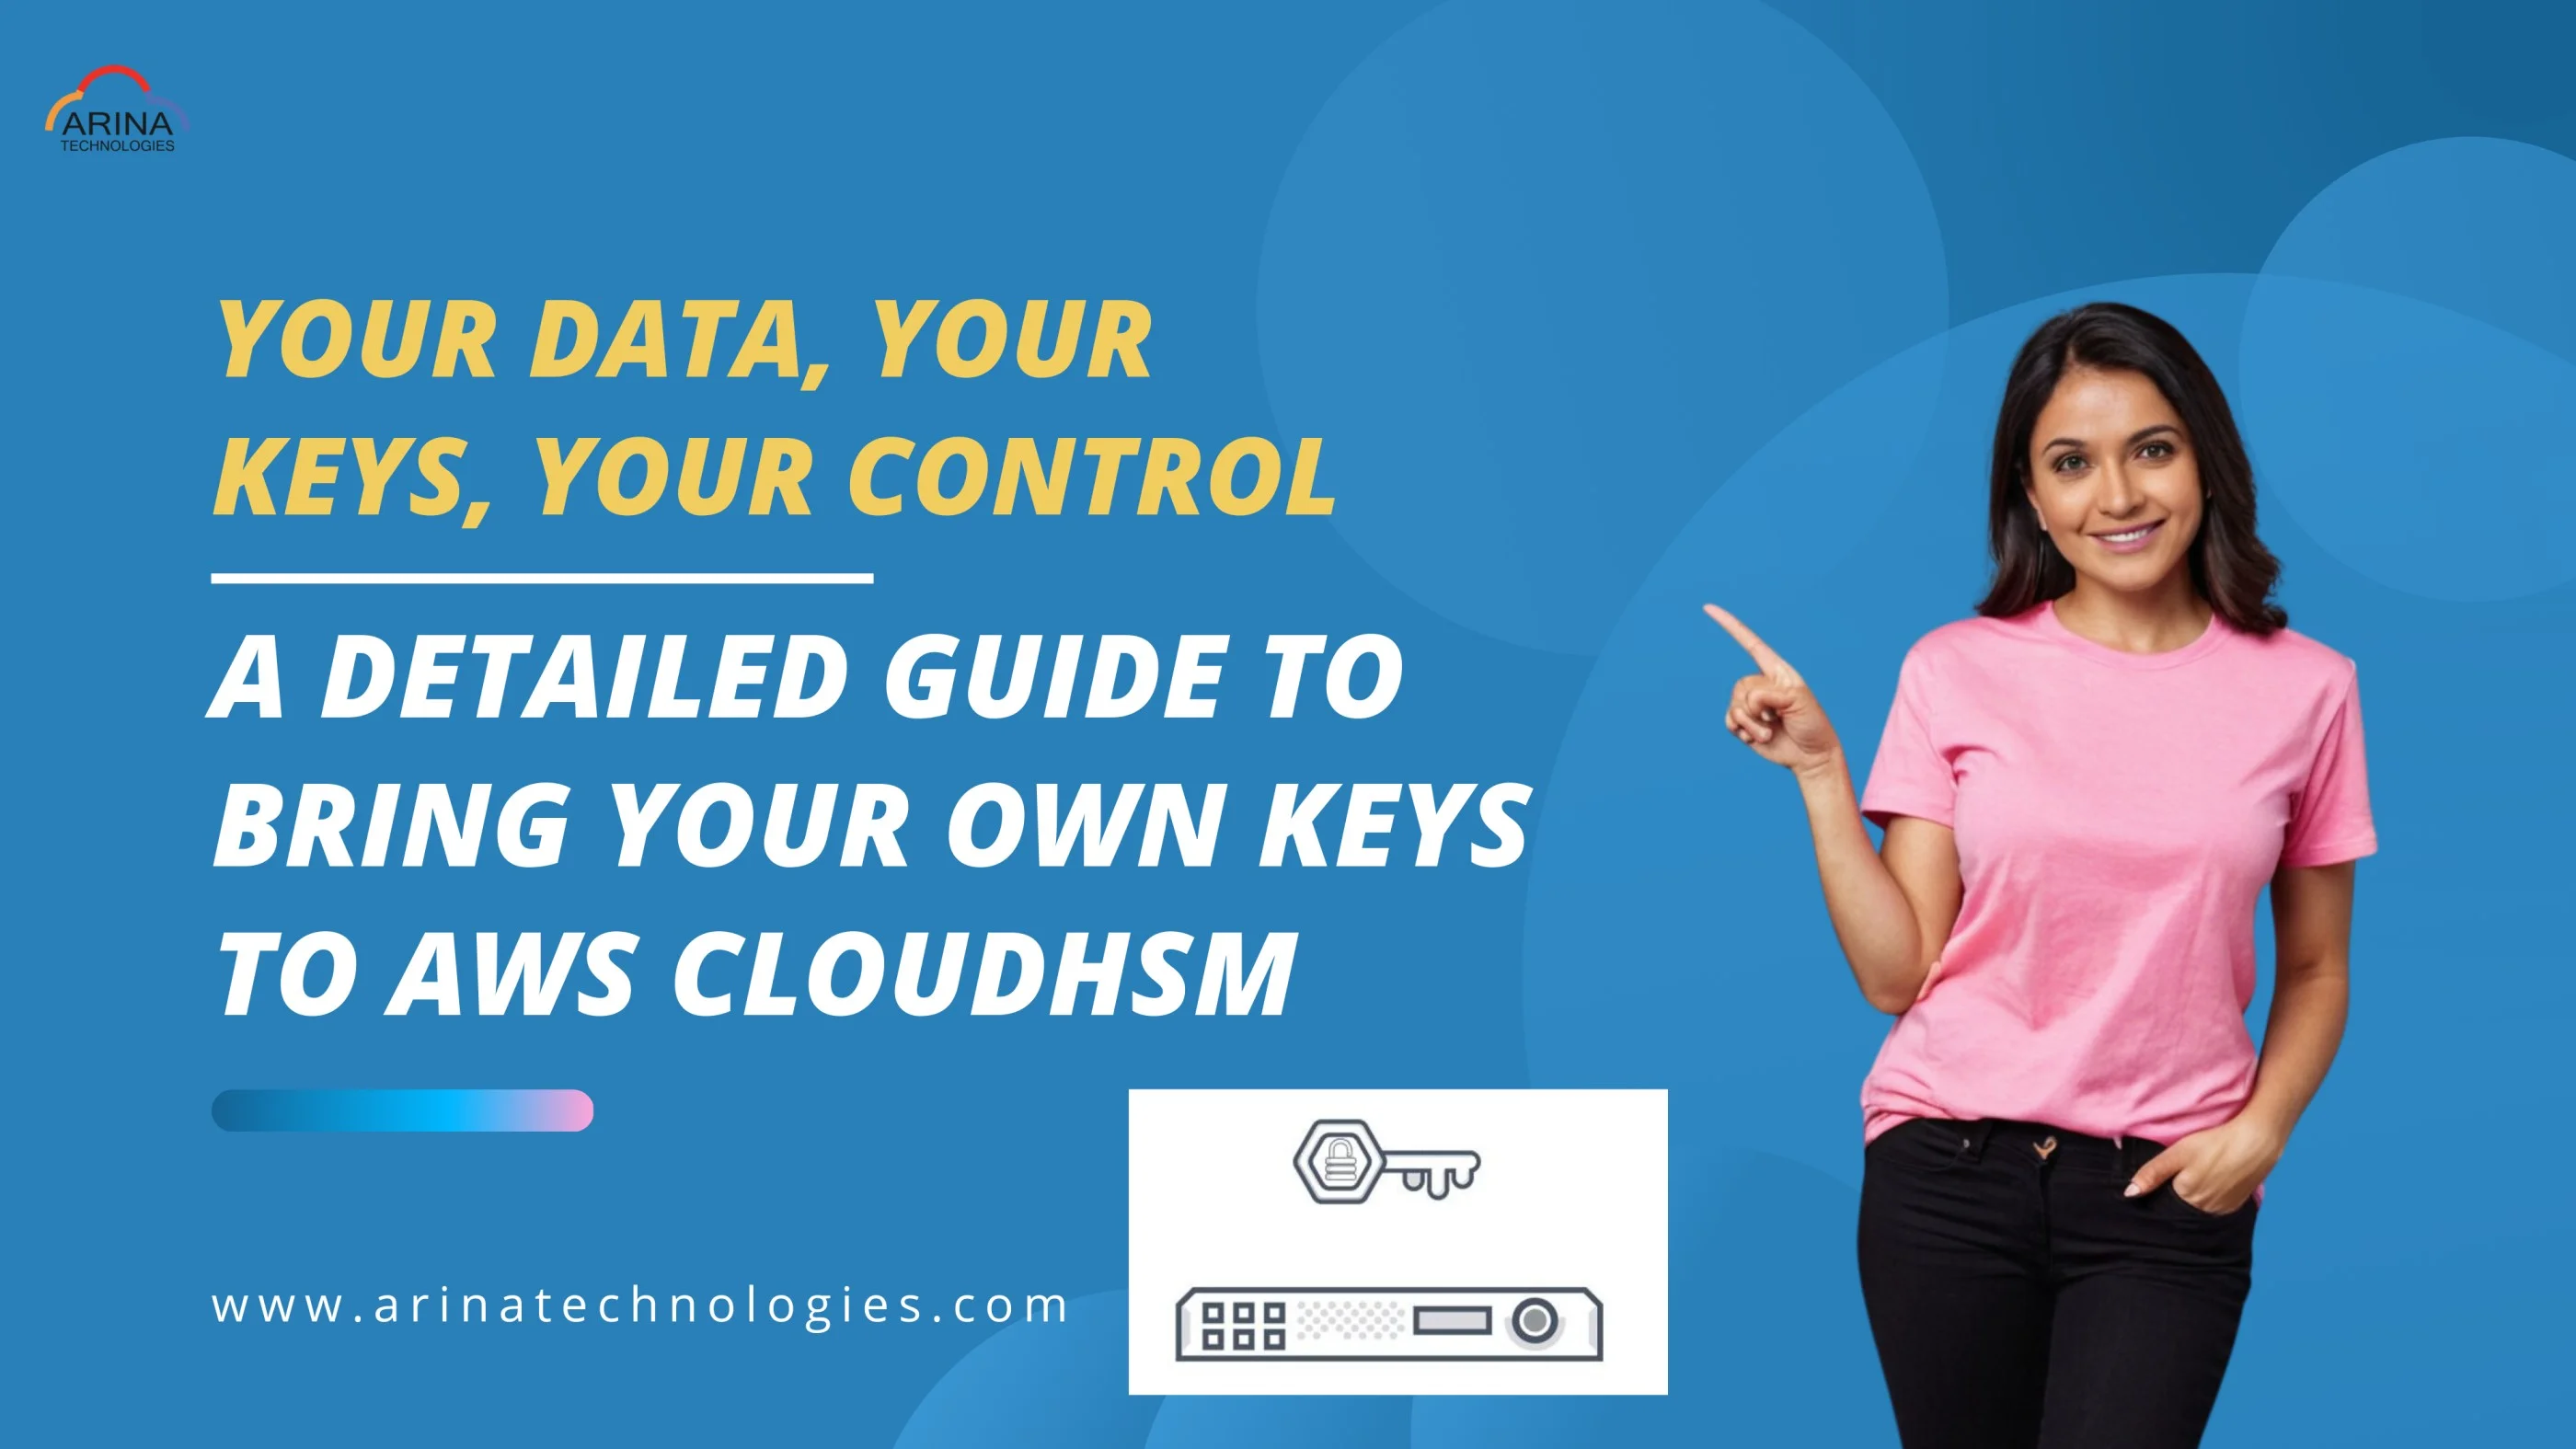 ARINA
TECHNOLOGIES
YOUR DATA, YOUR
KEYS, YOUR CONTROL
A DETAILED GUIDE TO
BRING YOUR OWN KEYS
TO AWS CLOUDHSM
www.arinatechnologies.com